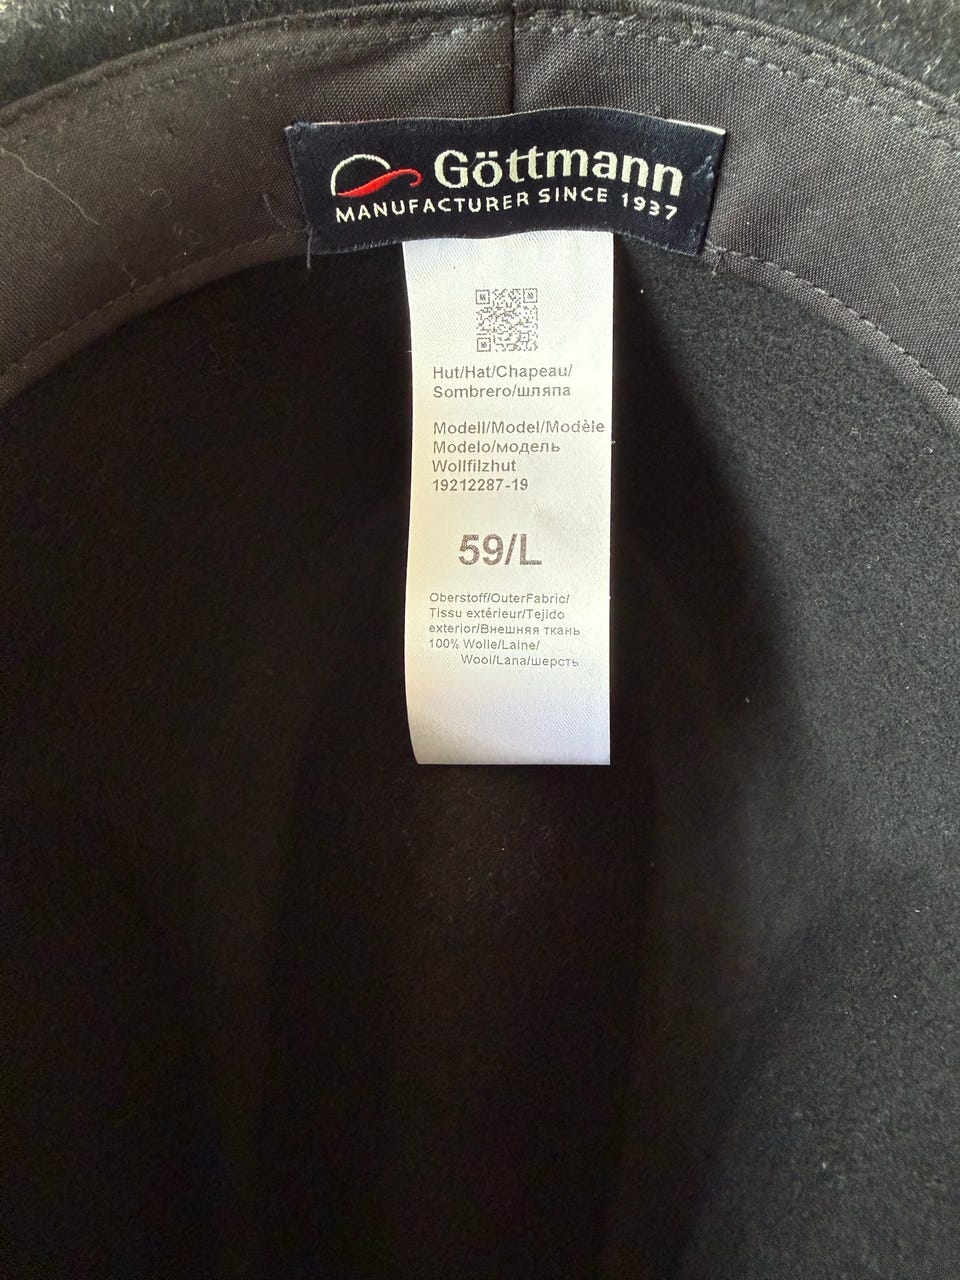 Göttmann
MANUFACTURER SINCE 1937
Hut/Hat/Chapeau/
Sombrero/шляпа
Modell/Model/Modèle
Modelo/модель
Wollfilzhut
19212287-19
59/L
Oberstoff/OuterFabric/
Tissu extérieur/Tejido
exterior/Внешняя ткань
100% Wolle/Laine/
Wool/Lana/шерсть